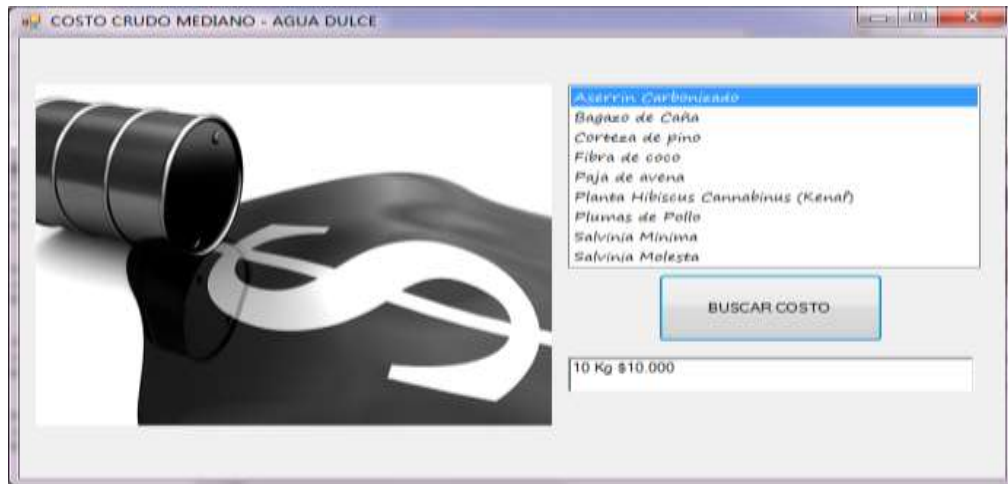 COSTO CRUDO MEDIANO - AGUA DULCE
Aserrin Carbonizado
Bagazo de Caña
Corteza de pino
Fibra de coco
Paja de avena
Planta Hibiscus Cannabinus (Kenaf)
Plumas de Pollo
Salvinia Minima
Salvinia Molesta
BUSCAR COSTO
10 Kg $10.000